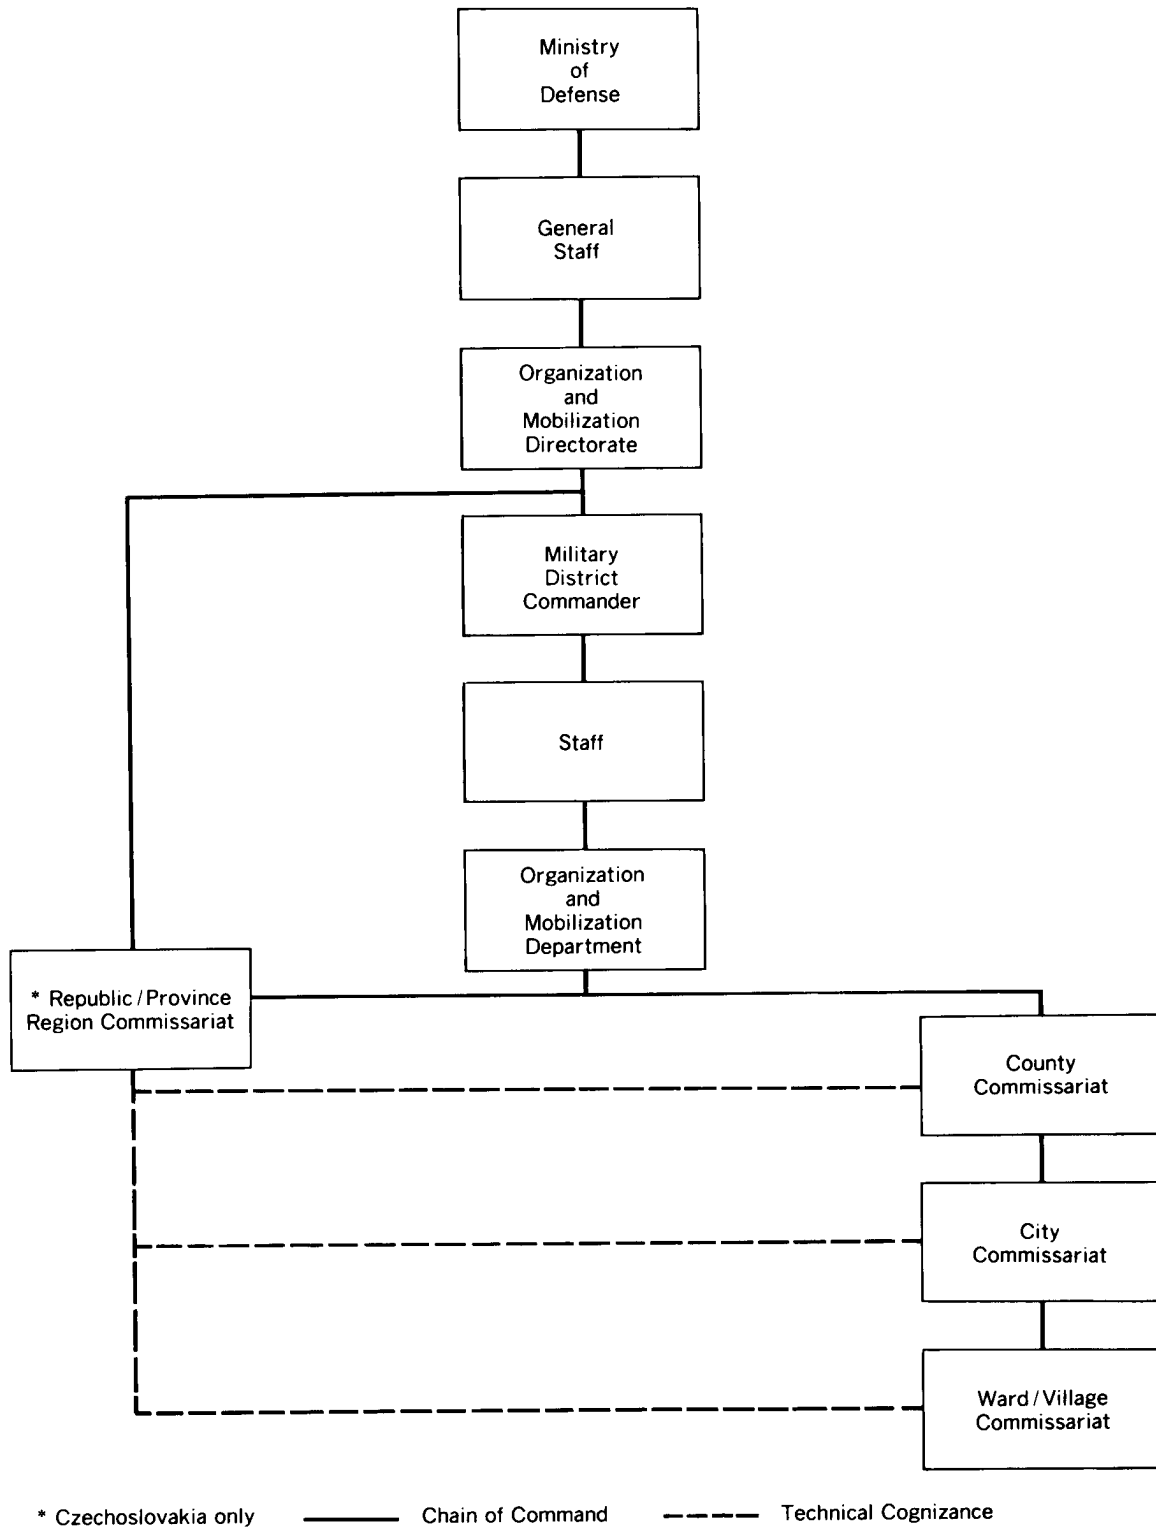 Ministry
of
Defense
General
Staff
Organization
and
Mobilization
Directorate
Military
District
Commander
Staff
Organization
and
Mobilization
Department
* Republic/Province
Region Commissariat
County
Commissariat
City
Commissariat
Ward/Village
Commissariat
* Czechoslovakia only
Chain of Command
Technical Cognizance